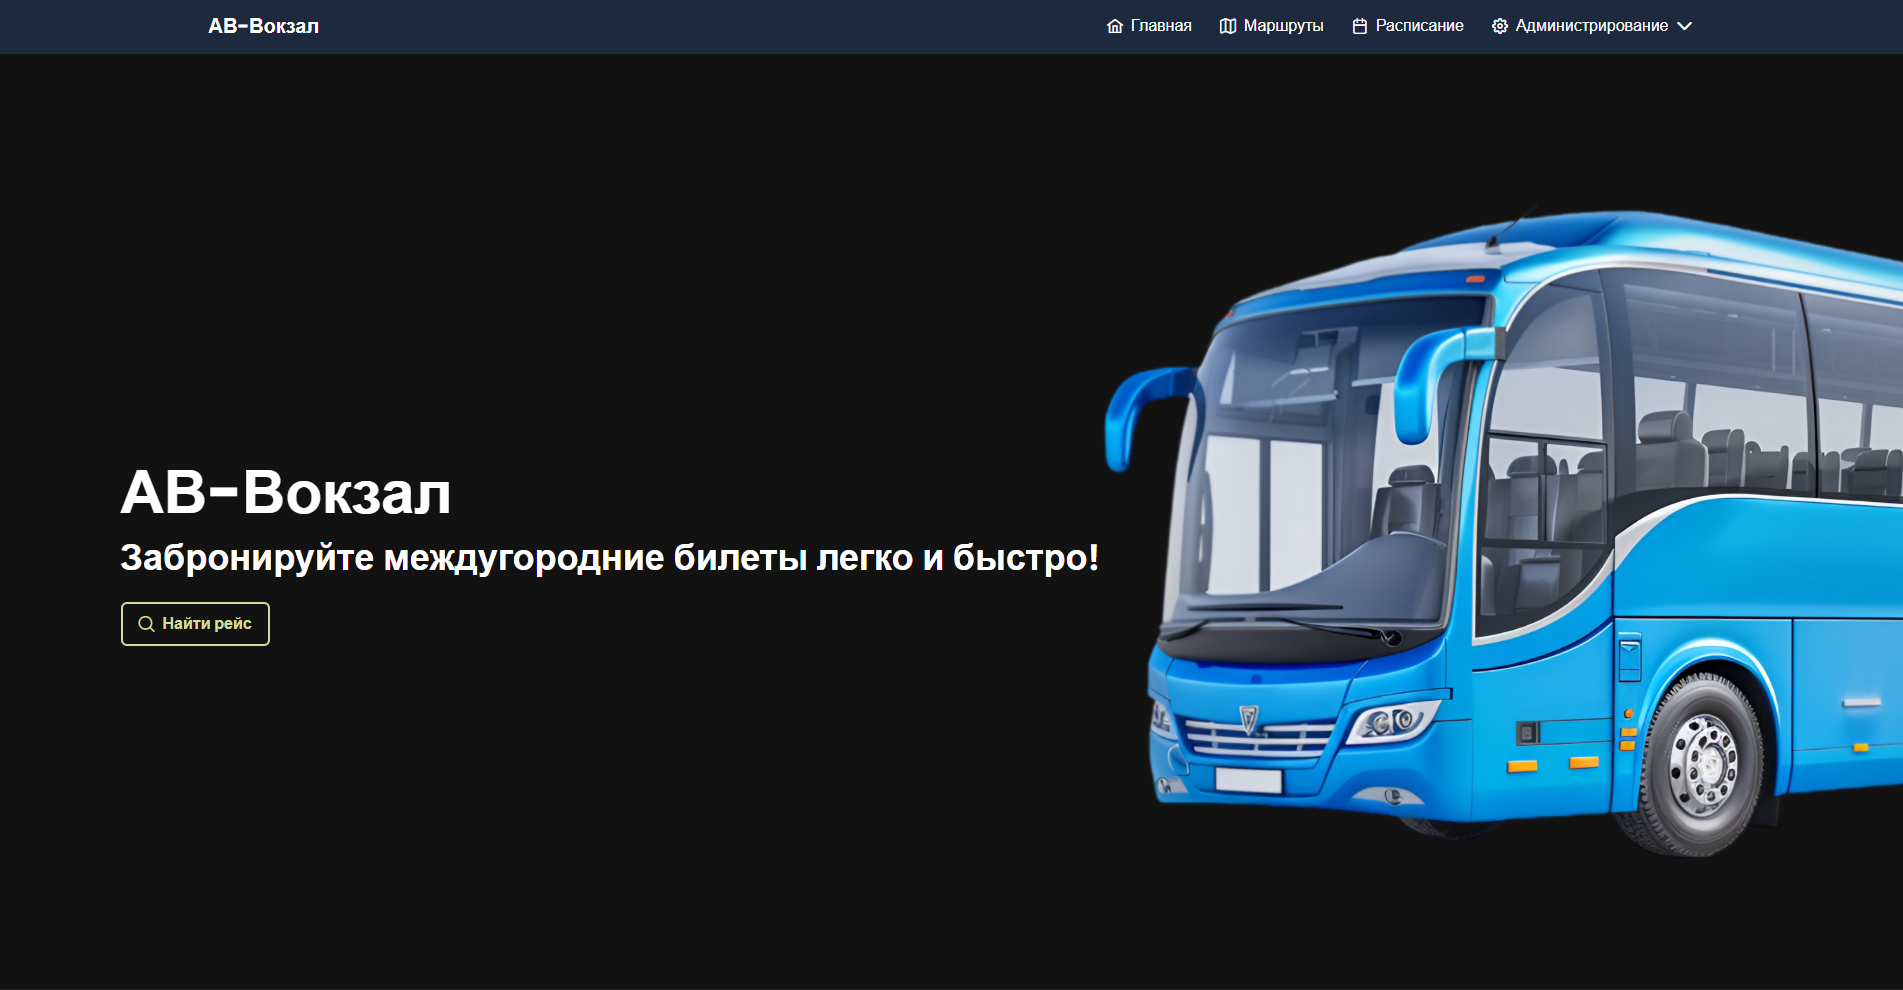 АВ-Вокзал
Главная
Маршруты
Расписание
Администрирование
АВ-Вокзал
Забронируйте междугородние билеты легко и быстро!
Найти рейс